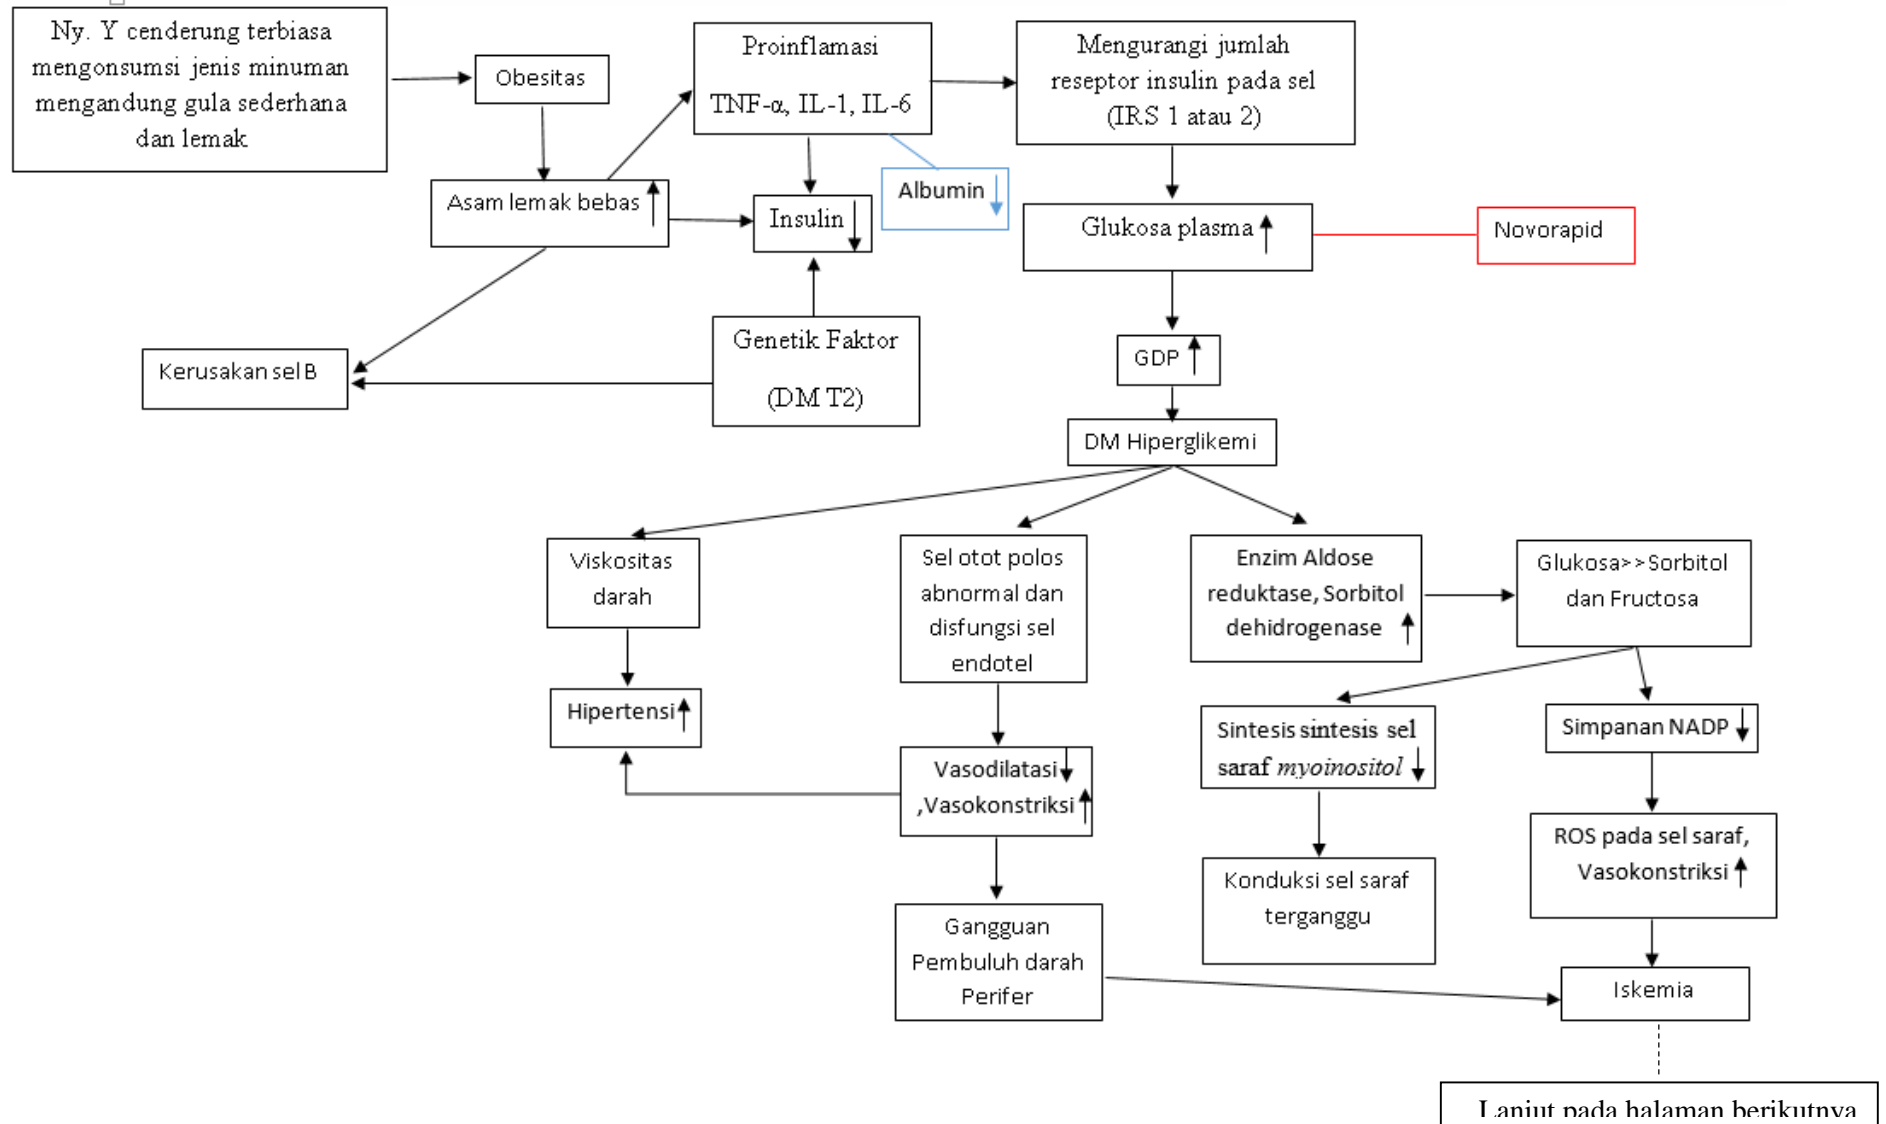 Ny. Y cenderung terbiasa
mengonsumsi jenis minuman
mengandung gula sederhana
dan lemak
Obesitas
Proinflamasi
TNF-α, IL-1, IL-6
Mengurangi jumlah
reseptor insulin pada sel
(IRS 1 atau 2)
Asam lemak bebas
Insulin
Albumin
Glukosa plasma
Novorapid
Kerusakan sel B
Genetik Faktor
(DM T2)
GDP
DM Hiperglikemi
Viskositas
darah
Sel otot polos
abnormal dan
disfungsi sel
endotel
Enzim Aldose
reduktase, Sorbitol
dehidrogenase
Glukosa>>Sorbitol
dan Fructosa
Hipertensi
Vasodilatasi
,Vasokonstriksi
Sintesis sintesis sel
saraf myoinositol
Simpanan NADP
ROS pada sel saraf,
Vasokonstriksi
Konduksi sel saraf
terganggu
Gangguan
Pembuluh darah
Perifer
Iskemia
Lanjut pada halaman berikutnya